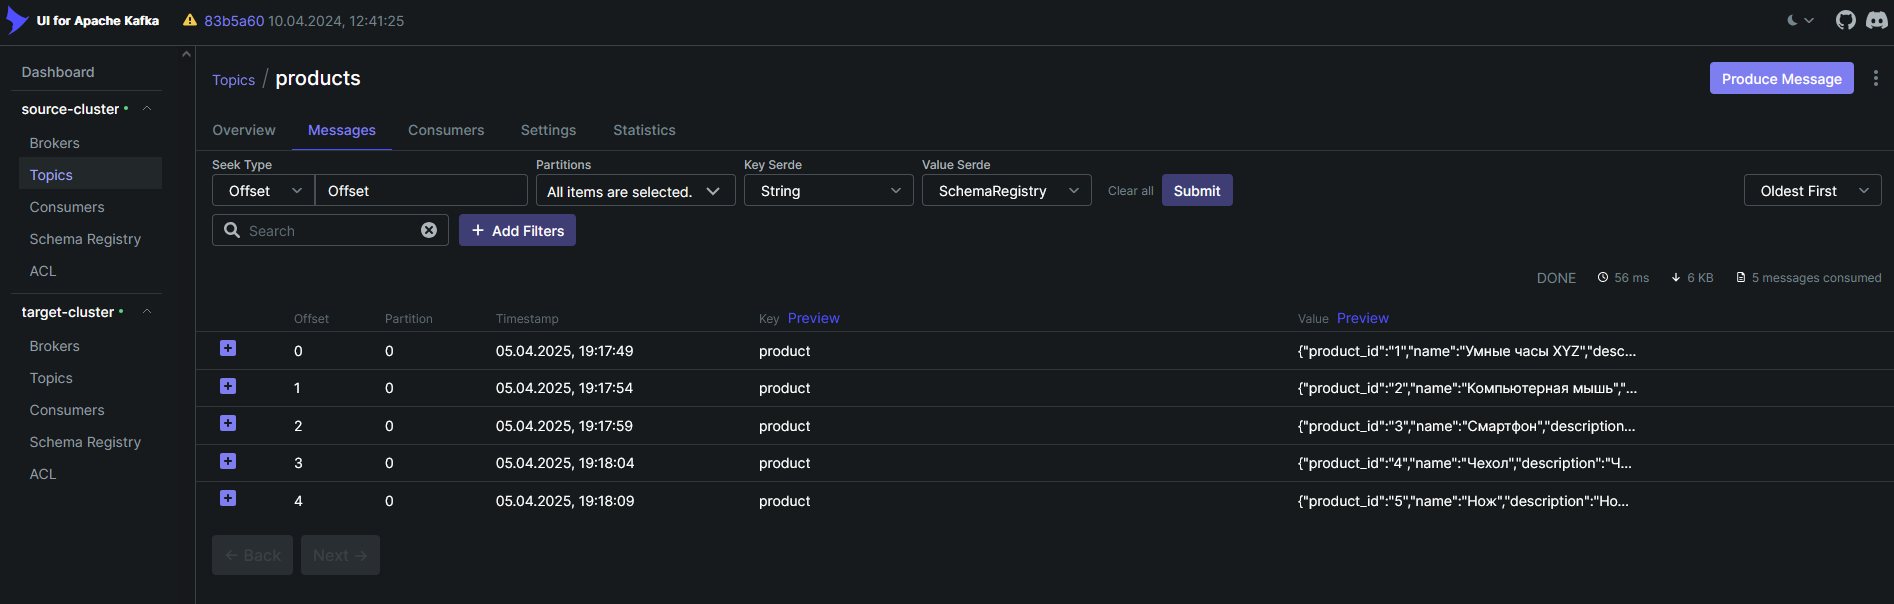 UI for Apache Kafka 83b5a60 10.04.2024, 12:41:25
Dashboard
source-cluster
Brokers
Topics
Consumers
Schema Registry
ACL
target-cluster
Brokers
Topics
Consumers
Schema Registry
ACL
Topics / products
Produce Message
Overview Messages Consumers Settings Statistics
Seek Type Partitions Key Serde Value Serde
Offset Offset All items are selected. String SchemaRegistry Clear all Submit Oldest First
Search + Add Filters
DONE 56 ms 6 KB 5 messages consumed
Offset Partition Timestamp Key Preview Value Preview
0 0 05.04.2025, 19:17:49 product {"product_id":"1","name":"Умные часы XYZ","desc...
1 0 05.04.2025, 19:17:54 product {"product_id":"2","name":"Компьютерная мышь","...
2 0 05.04.2025, 19:17:59 product {"product_id":"3","name":"Смартфон","description...
3 0 05.04.2025, 19:18:04 product {"product_id":"4","name":"Чехол","description":"Ч...
4 0 05.04.2025, 19:18:09 product {"product_id":"5","name":"Нож","description":"Но...
← Back Next →